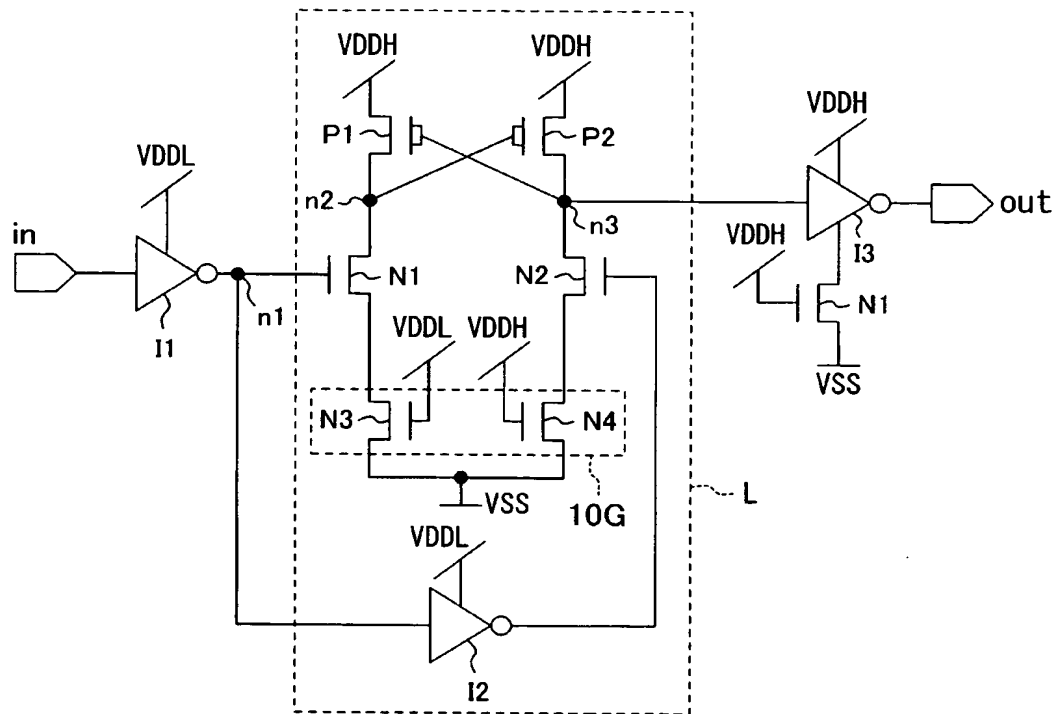 VDDH
VDDH
P1
P2
VDDH
VDDL
n2
n3
in
out
I3
VDDH
N1
N2
n1
I1
N1
VDDL
VDDH
VSS
N3
N4
VSS
10G
L
VDDL
I2